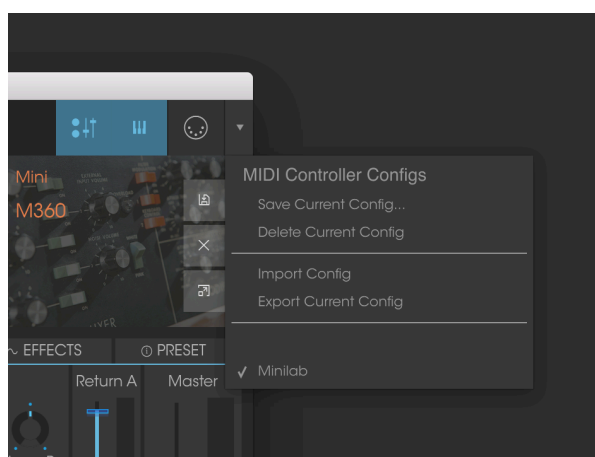 Mini
M360
MIDI Controller Configs
Save Current Config...
Delete Current Config
Import Config
Export Current Config
EFFECTS
PRESET
Return A
Master
Minilab